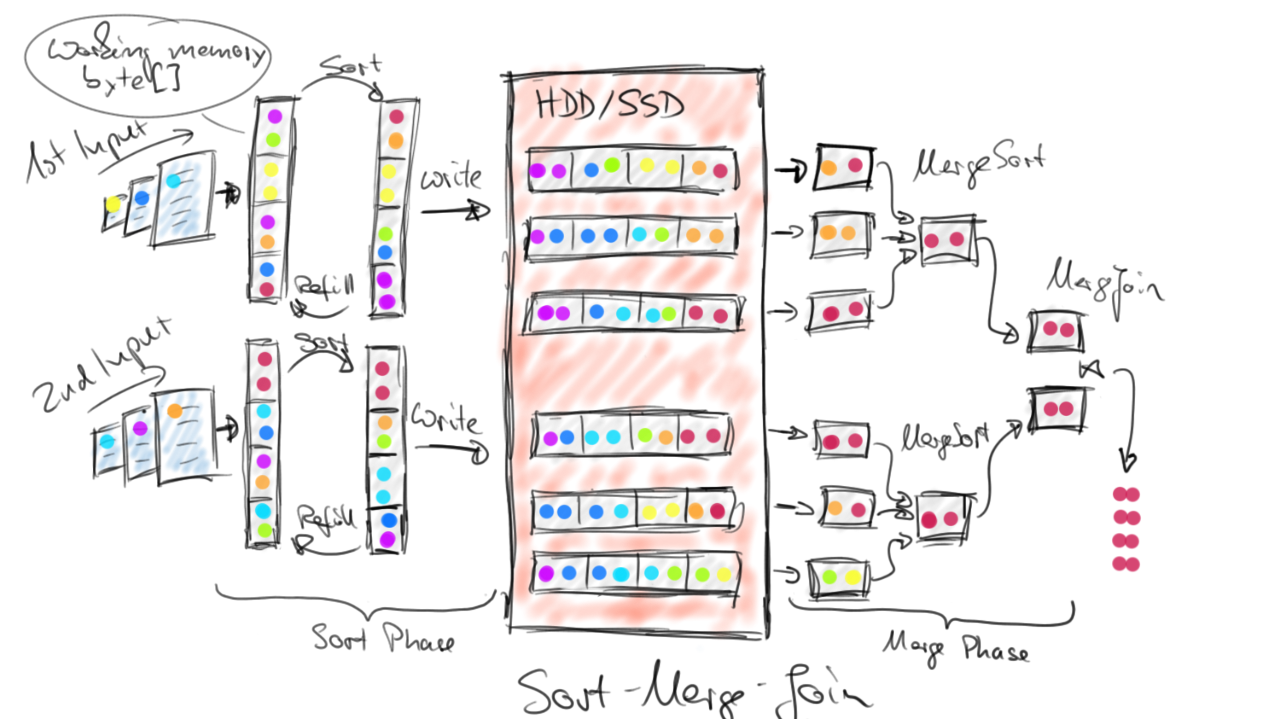 Working memory
byte[]
Sort
1st Input
HDD/SSD
write
MergeSort
Refill
MergeJoin
2nd Input
Sort
Write
MergeSort
Refill
Sort Phase
Merge Phase
Sort-Merge-Join